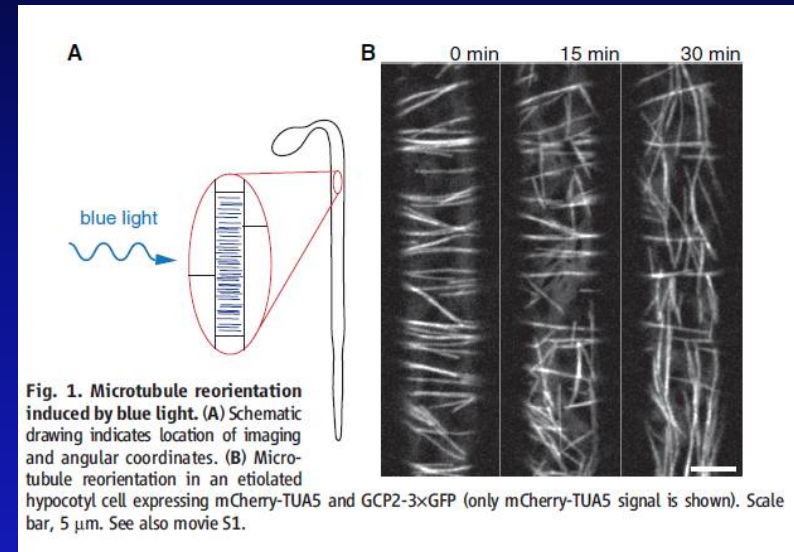 A
B
0 min
15 min
30 min
blue light
Fig. 1. Microtubule reorientation
induced by blue light. (A) Schematic
drawing indicates location of imaging
and angular coordinates. (B) Micro-
tubule reorientation in an etiolated
hypocotyl cell expressing mCherry-TUA5 and GCP2-3×GFP (only mCherry-TUA5 signal is shown). Scale
bar, 5 μm. See also movie S1.